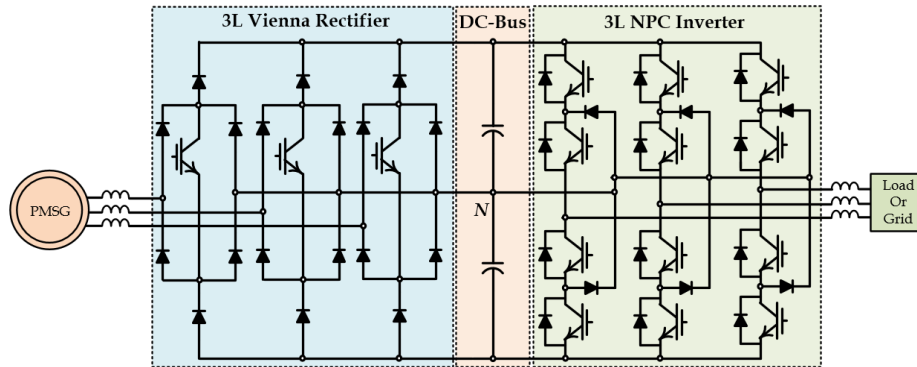 3L Vienna Rectifier
DC-Bus
3L NPC Inverter
PMSG
N
Load
Or
Grid